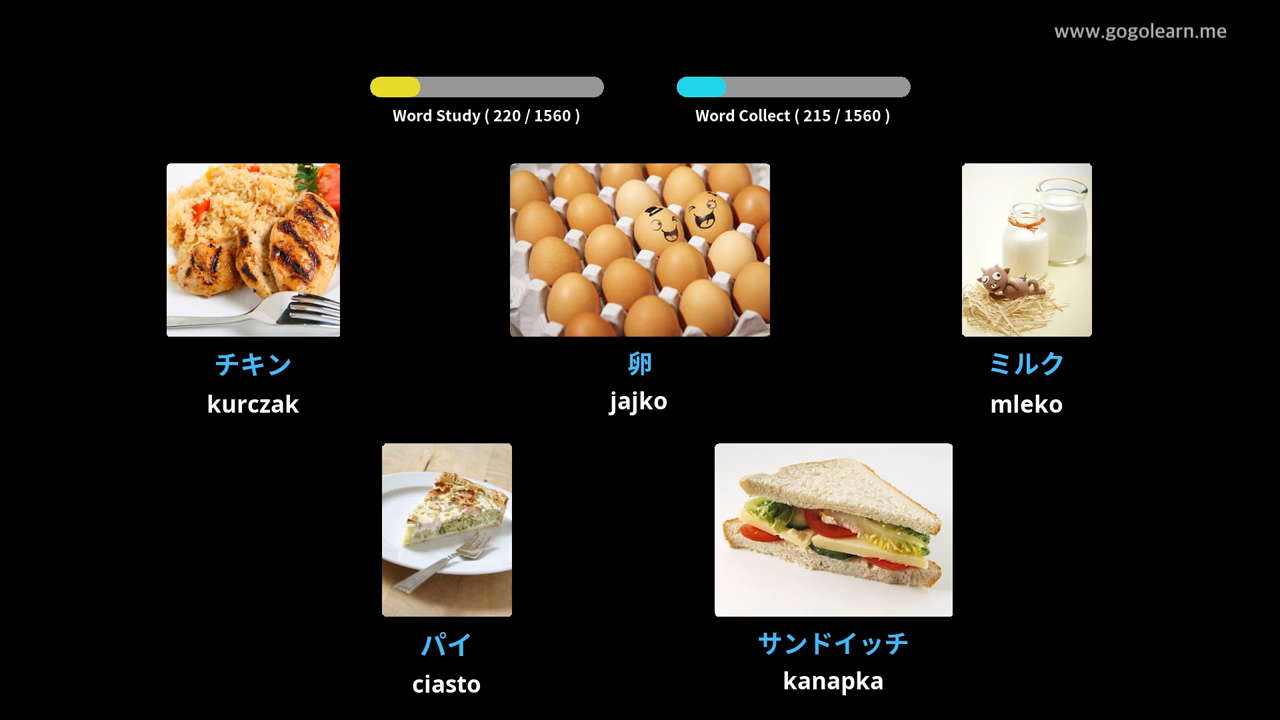 www.gogolearn.me
Word Study ( 220 / 1560 )
Word Collect ( 215 / 1560 )
チキン
kurczak
卵
jajko
ミルク
mleko
パイ
ciasto
サンドイッチ
kanapka